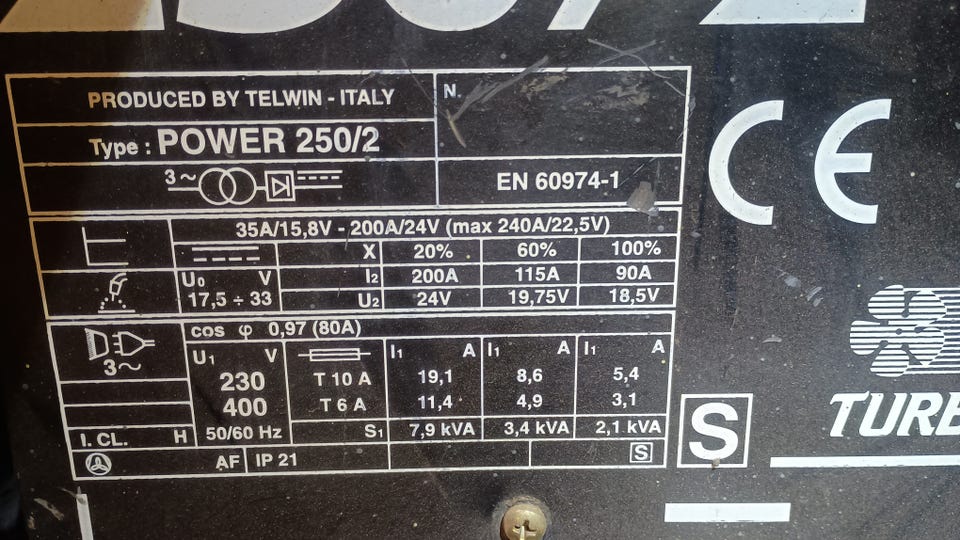 PRODUCED BY TELWIN - ITALY
N.
Type : POWER 250/2
3~
EN 60974-1
35A/15,8V - 200A/24V (max 240A/22,5V)
X 20% 60% 100%
U0 V I2 200A 115A 90A
17,5 ÷ 33 U2 24V 19,75V 18,5V
cos φ 0,97 (80A)
3~
U1 V I1 A I1 A I1 A
230 T 10 A 19,1 8,6 5,4
400 T 6 A 11,4 4,9 3,1
I. CL. H 50/60 Hz S1 7,9 kVA 3,4 kVA 2,1 kVA
AF IP 21 S
CE
S